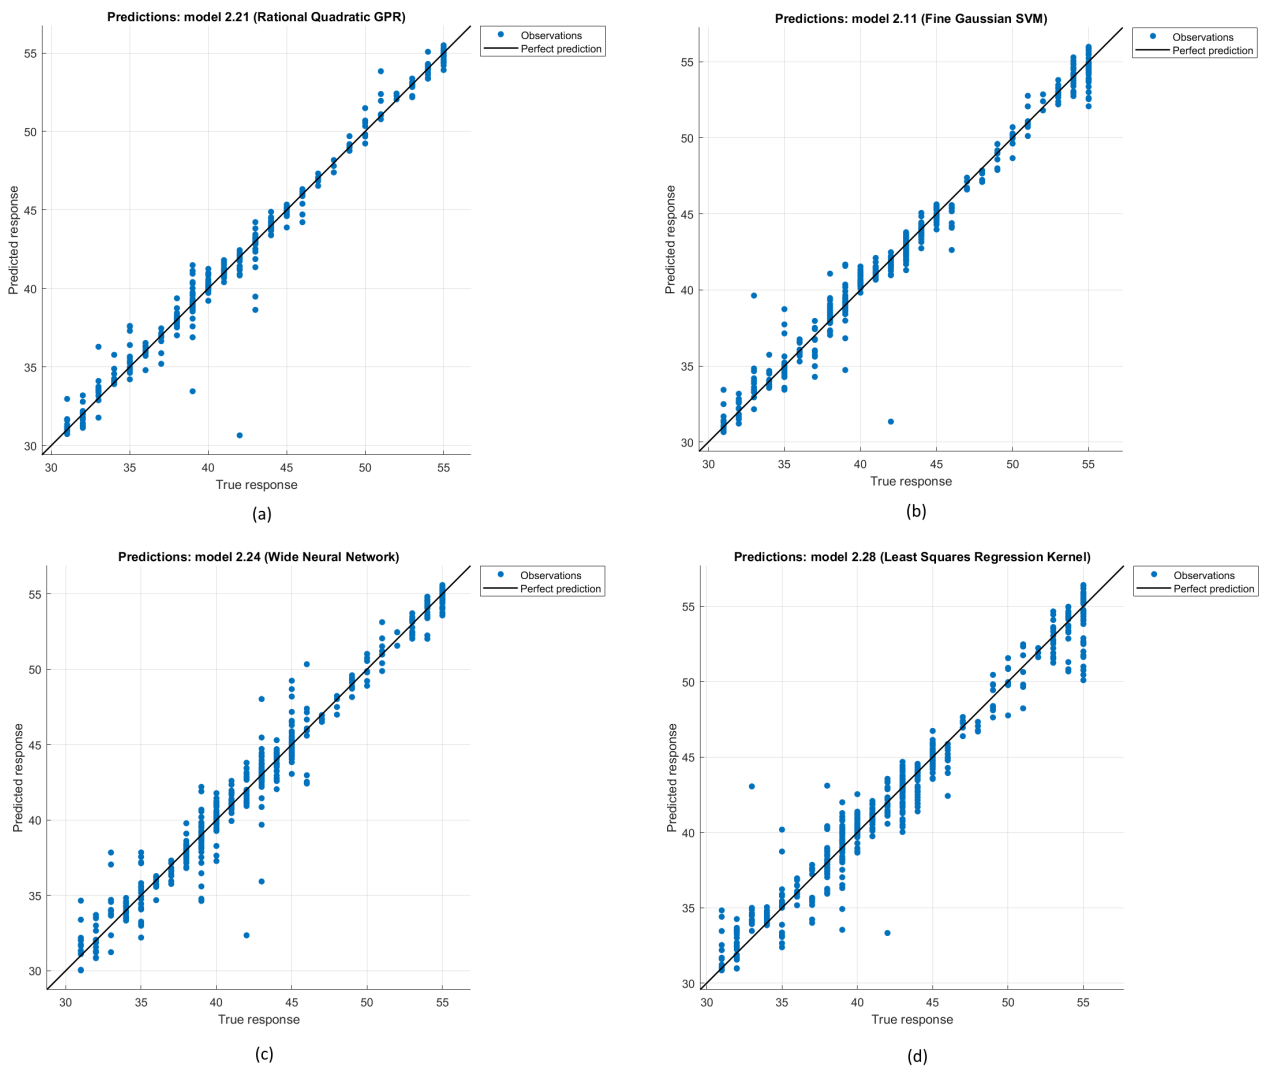 Predictions: model 2.21 (Rational Quadratic GPR)
Observations
Perfect prediction
55
50
45
40
35
30
Predicted response
30 35 40 45 50 55
True response
(a)
Predictions: model 2.11 (Fine Gaussian SVM)
Observations
Perfect prediction
55
50
45
40
35
30
Predicted response
30 35 40 45 50 55
True response
(b)
Predictions: model 2.24 (Wide Neural Network)
Observations
Perfect prediction
55
50
45
40
35
30
Predicted response
30 35 40 45 50 55
True response
(c)
Predictions: model 2.28 (Least Squares Regression Kernel)
Observations
Perfect prediction
55
50
45
40
35
30
Predicted response
30 35 40 45 50 55
True response
(d)